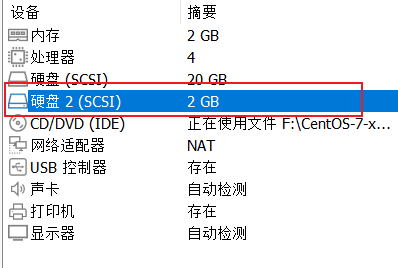 设备 摘要
内存 2 GB
处理器 4
硬盘 (SCSI) 20 GB
硬盘 2 (SCSI) 2 GB
CD/DVD (IDE) 正在使用文件 F:\CentOS-7-x...
网络适配器 NAT
USB 控制器 存在
声卡 自动检测
打印机 存在
显示器 自动检测